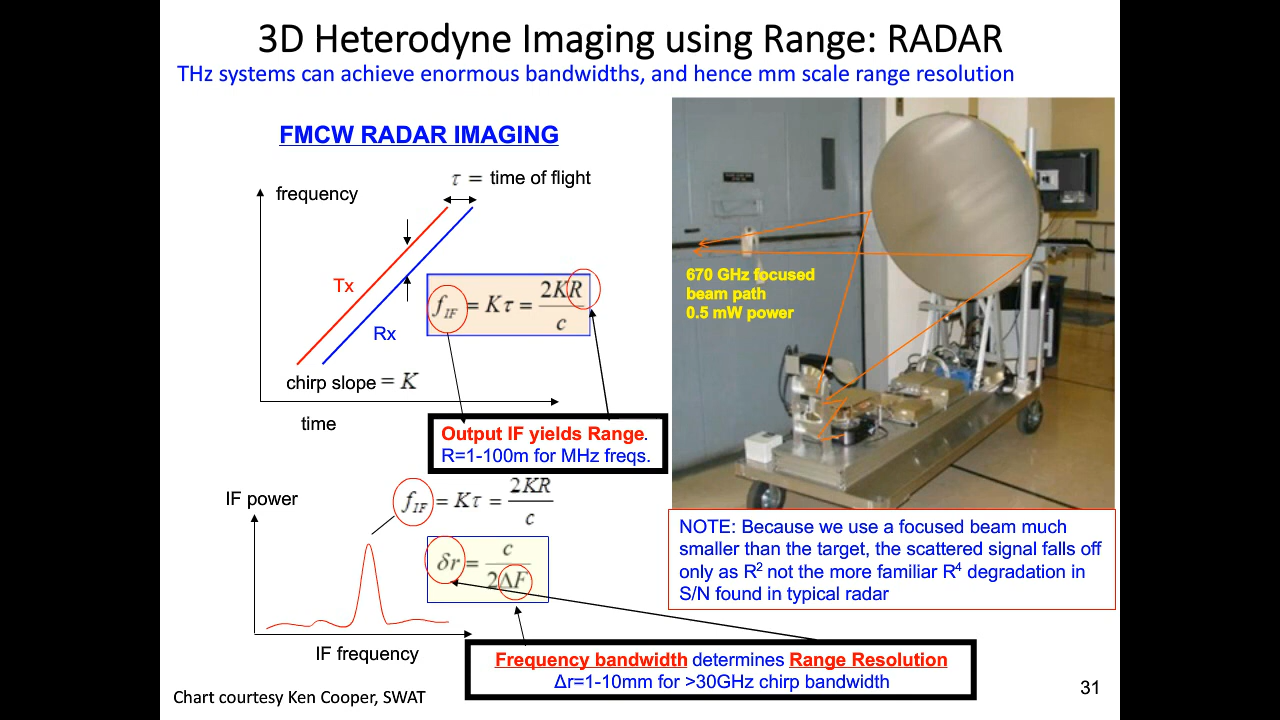 3D Heterodyne Imaging using Range: RADAR
THz systems can achieve enormous bandwidths, and hence mm scale range resolution
FMCW RADAR IMAGING
τ = time of flight
frequency
Tx
Rx
f_IF = Kτ = 2KR/c
chirp slope = K
time
Output IF yields Range.
R=1-100m for MHz freqs.
IF power
f_IF = Kτ = 2KR/c
δr = c/2ΔF
IF frequency
Frequency bandwidth determines Range Resolution
Δr=1-10mm for >30GHz chirp bandwidth
670 GHz focused
beam path
0.5 mW power
NOTE: Because we use a focused beam much
smaller than the target, the scattered signal falls off
only as R² not the more familiar R⁴ degradation in
S/N found in typical radar
Chart courtesy Ken Cooper, SWAT
31